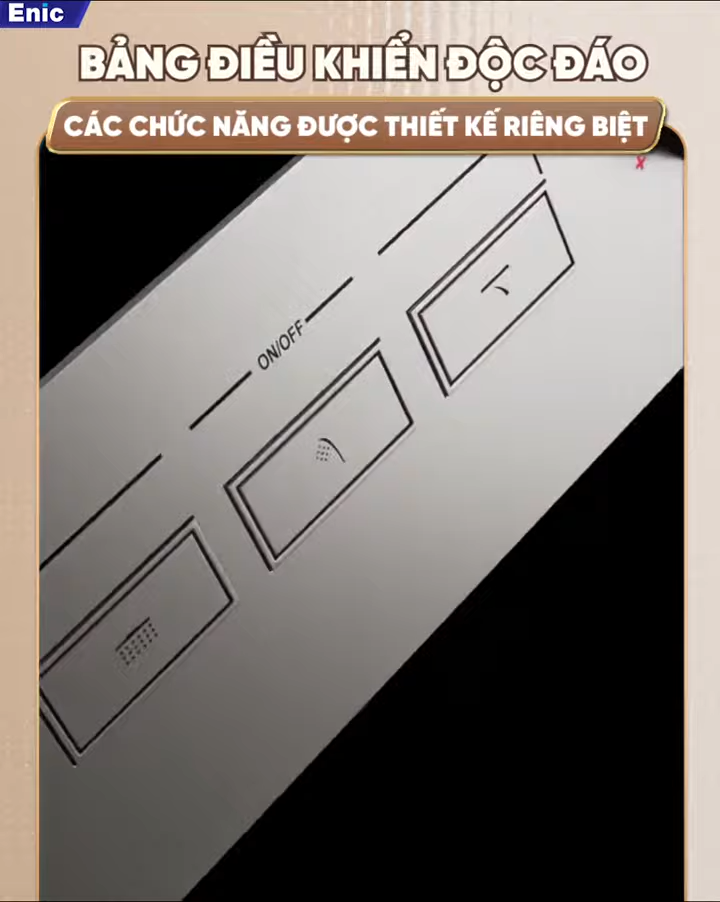 Enic
BẢNG ĐIỀU KHIỂN ĐỘC ĐÁO
CÁC CHỨC NĂNG ĐƯỢC THIẾT KẾ RIÊNG BIỆT
ON/OFF